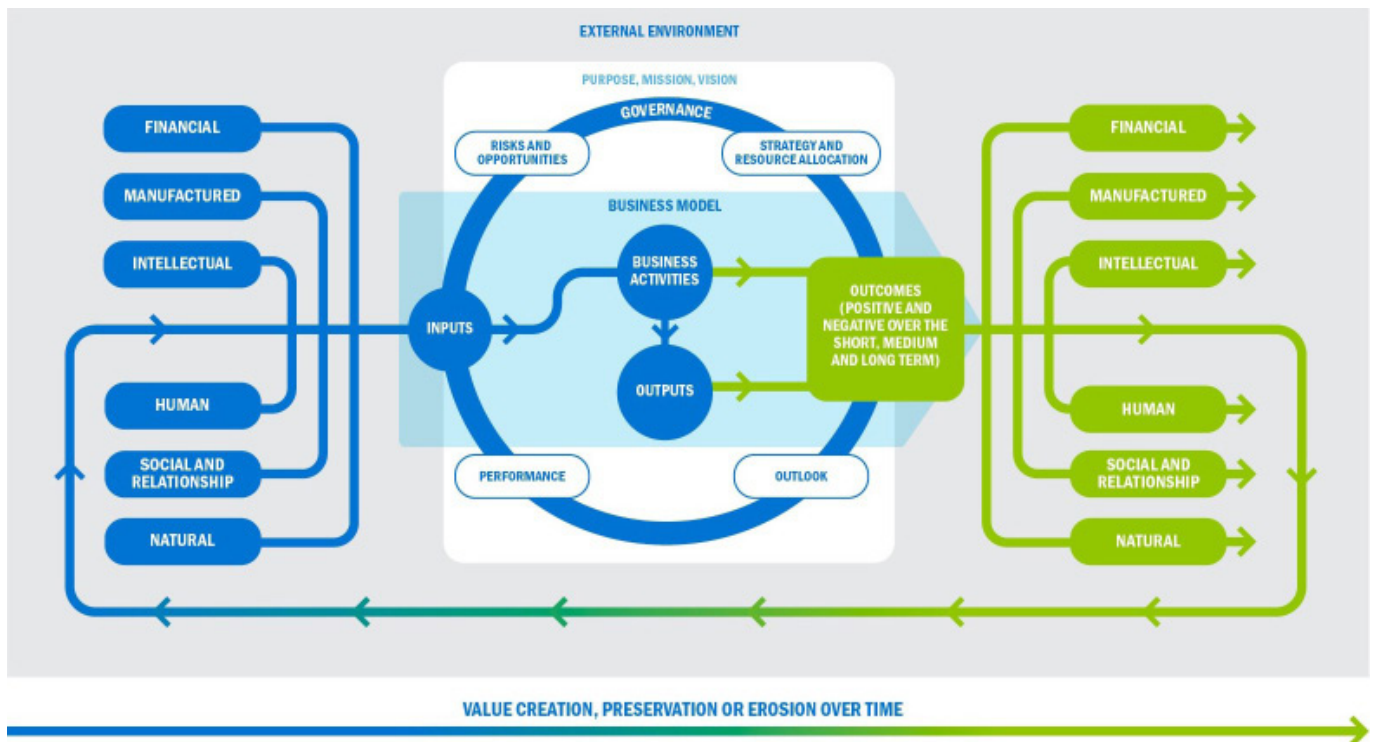 EXTERNAL ENVIRONMENT
PURPOSE, MISSION, VISION
GOVERNANCE
FINANCIAL
MANUFACTURED
INTELLECTUAL
HUMAN
SOCIAL AND
RELATIONSHIP
NATURAL
RISKS AND
OPPORTUNITIES
STRATEGY AND
RESOURCE ALLOCATION
BUSINESS MODEL
INPUTS
BUSINESS
ACTIVITIES
OUTPUTS
OUTCOMES
(POSITIVE AND
NEGATIVE OVER THE
SHORT, MEDIUM
AND LONG TERM)
PERFORMANCE
OUTLOOK
FINANCIAL
MANUFACTURED
INTELLECTUAL
HUMAN
SOCIAL AND
RELATIONSHIP
NATURAL
VALUE CREATION, PRESERVATION OR EROSION OVER TIME